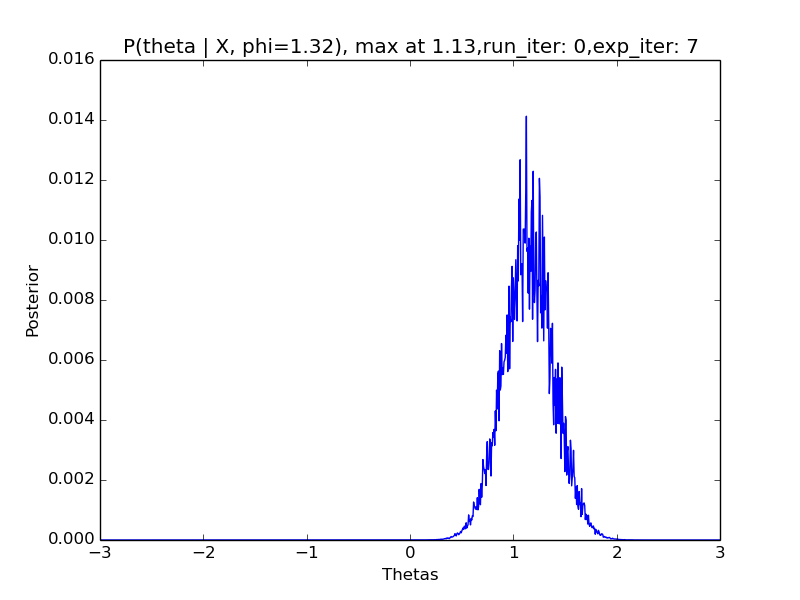 P(theta | X, phi=1.32), max at 1.13,run_iter: 0,exp_iter: 7
0.016
0.014
0.012
0.010
0.008
0.006
0.004
0.002
0.000
Posterior
−3 −2 −1 0 1 2 3
Thetas